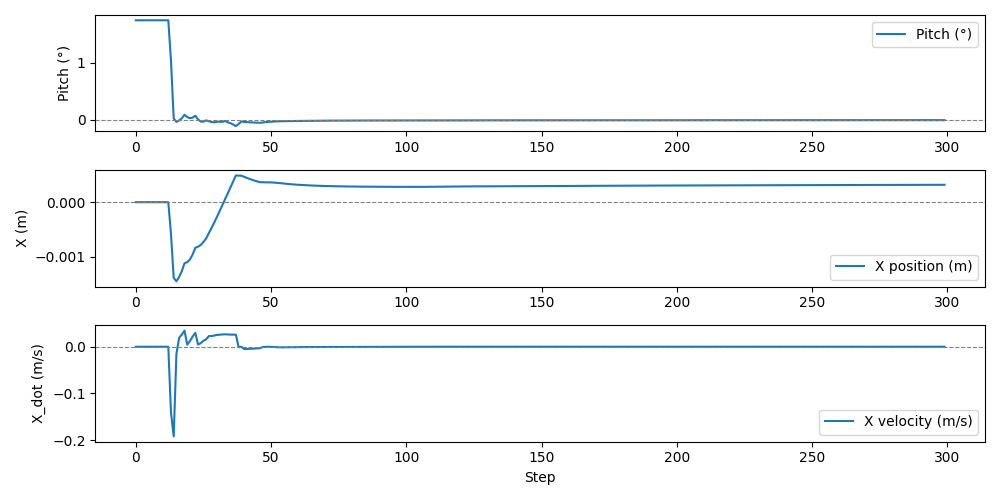 Pitch (°)
1
0
Pitch (°)
0 50 100 150 200 250 300
X (m)
0.000
−0.001
X position (m)
0 50 100 150 200 250 300
X_dot (m/s)
0.0
−0.1
−0.2
X velocity (m/s)
0 50 100 150 200 250 300
Step